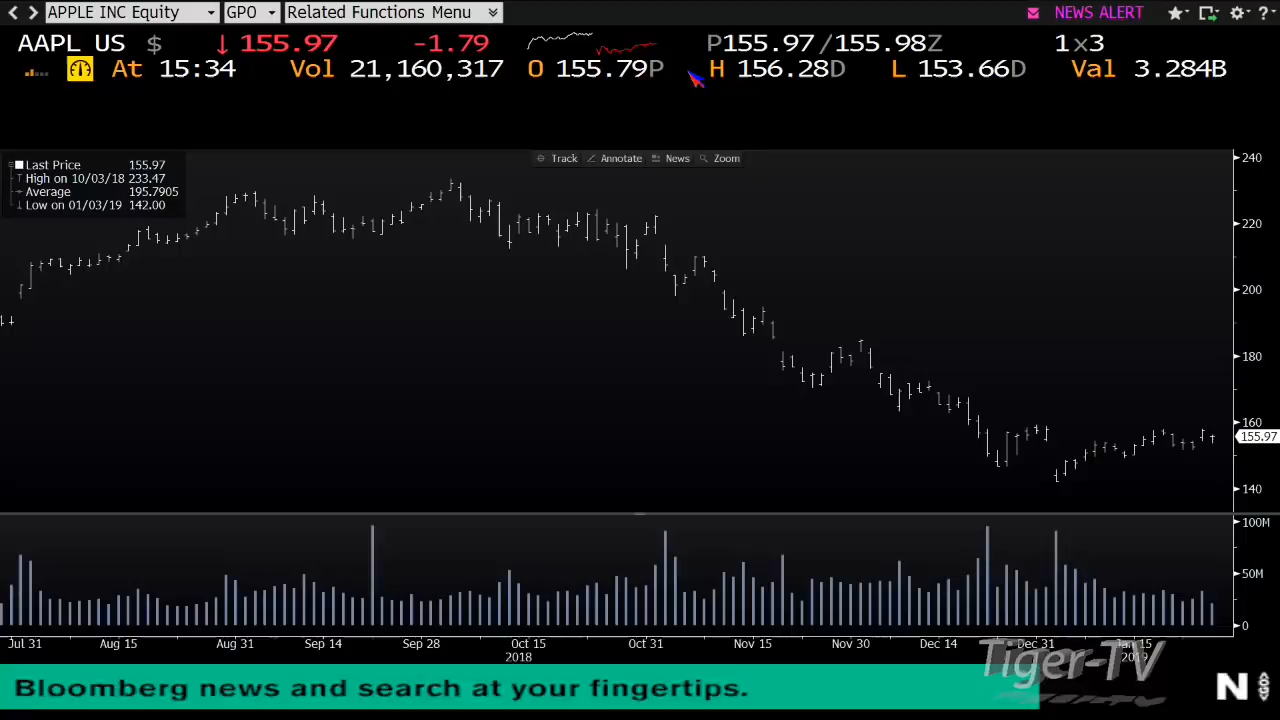 APPLE INC Equity GPO Related Functions Menu NEWS ALERT ?
AAPL US $ ↓155.97 -1.79 P155.97/155.98Z 1x3
At 15:34 Vol 21,160,317 O 155.79P H 156.28D L 153.66D Val 3.284B
Track Annotate News Zoom
Last Price 155.97
High on 10/03/18 233.47
Average 195.7905
Low on 01/03/19 142.00
240
220
200
180
160
155.97
140
100M
50M
0
Jul 31 Aug 15 Aug 31 Sep 14 Sep 28 Oct 15 Oct 31 Nov 15 Nov 30 Dec 14 Dec 31 Jan 15
2018 2019
Tiger-TV
Bloomberg news and search at your fingertips.
N